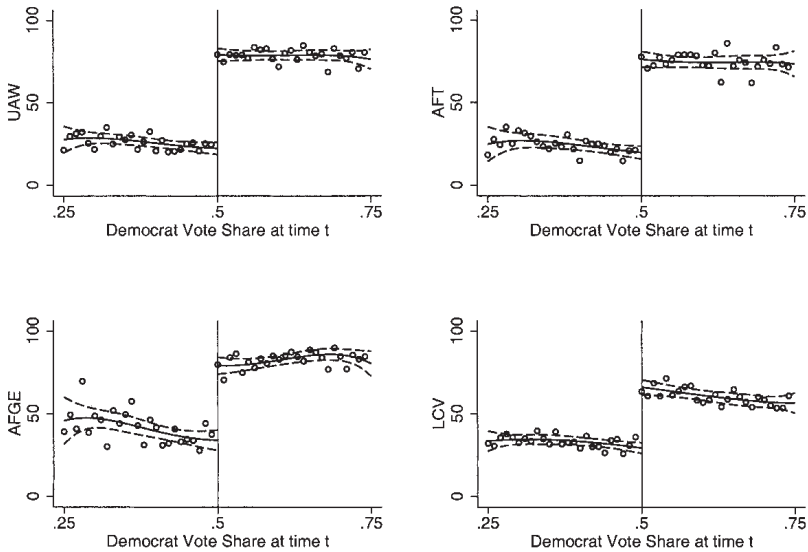 100
50
0
UAW
.25 .5 .75
Democrat Vote Share at time t
100
50
0
AFT
.25 .5 .75
Democrat Vote Share at time t
100
50
0
AFGE
.25 .5 .75
Democrat Vote Share at time t
100
50
0
LCV
.25 .5 .75
Democrat Vote Share at time t